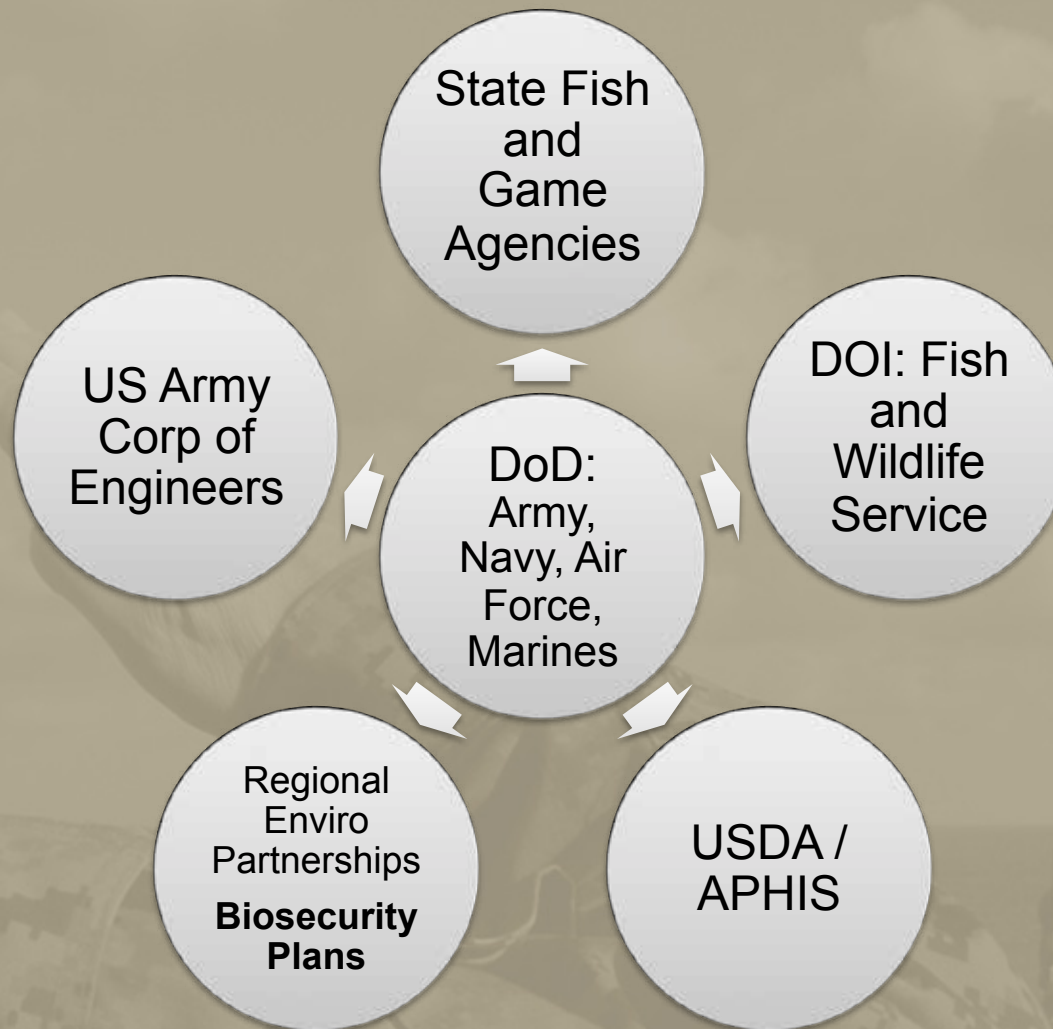 State Fish
and
Game
Agencies
US Army
Corp of
Engineers
DOI: Fish
and
Wildlife
Service
DoD:
Army,
Navy, Air
Force,
Marines
Regional
Enviro
Partnerships
Biosecurity
Plans
USDA /
APHIS